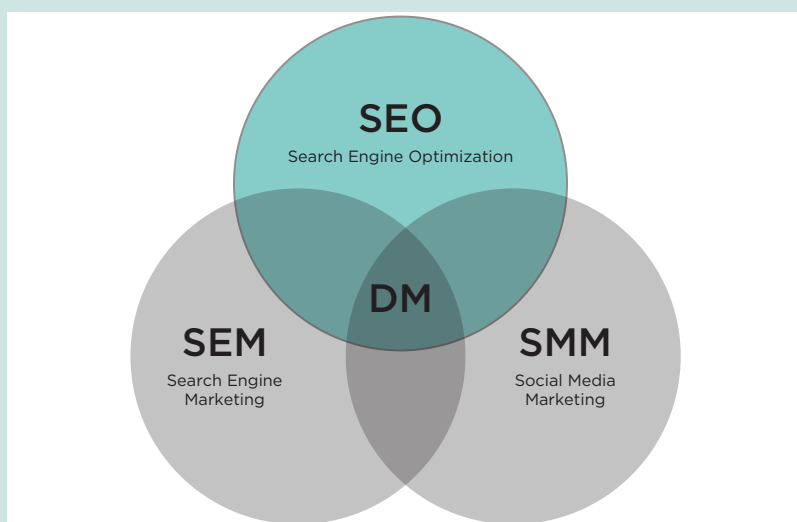 SEO
Search Engine Optimization
DM
SEM
Search Engine
Marketing
SMM
Social Media
Marketing